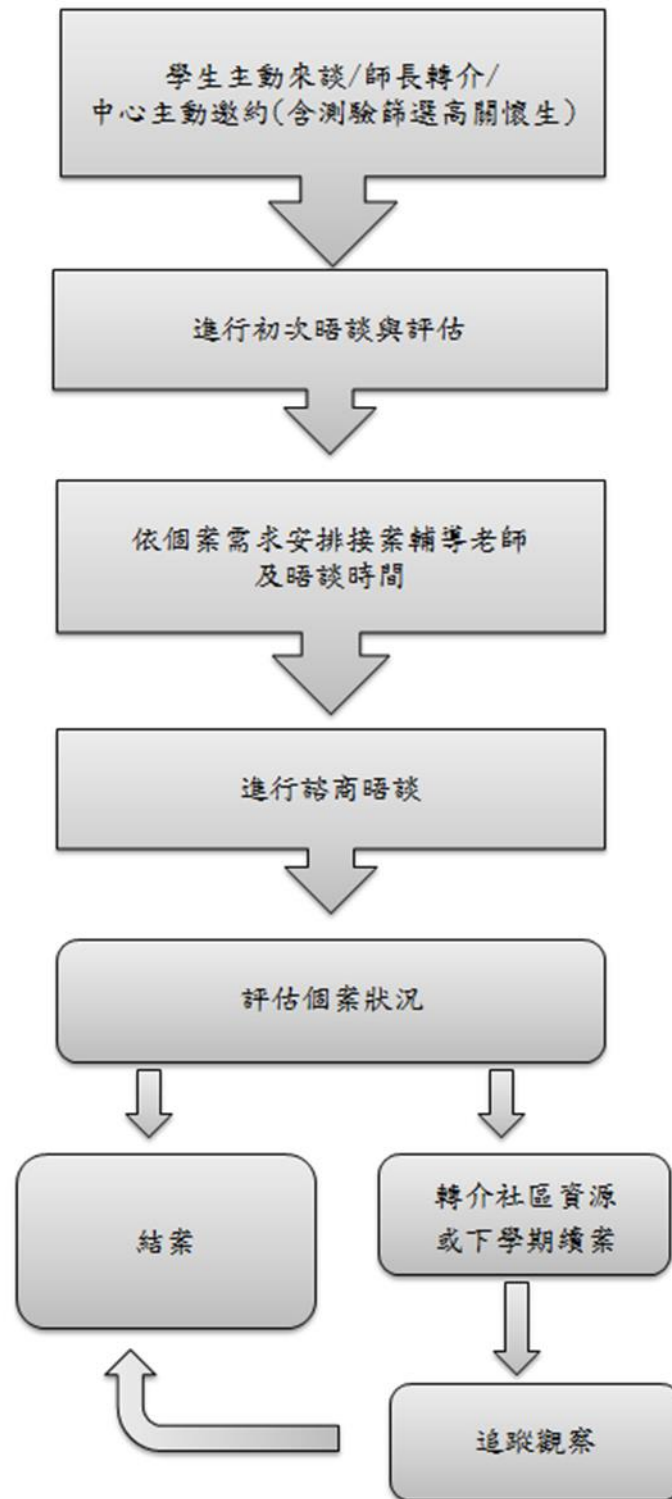 學生主動來談/師長轉介/
中心主動邀約(含測驗篩選高關懷生)
進行初次晤談與評估
依個案需求安排接案輔導老師
及晤談時間
進行諮商晤談
評估個案狀況
結案
轉介社區資源
或下學期續案
追蹤觀察